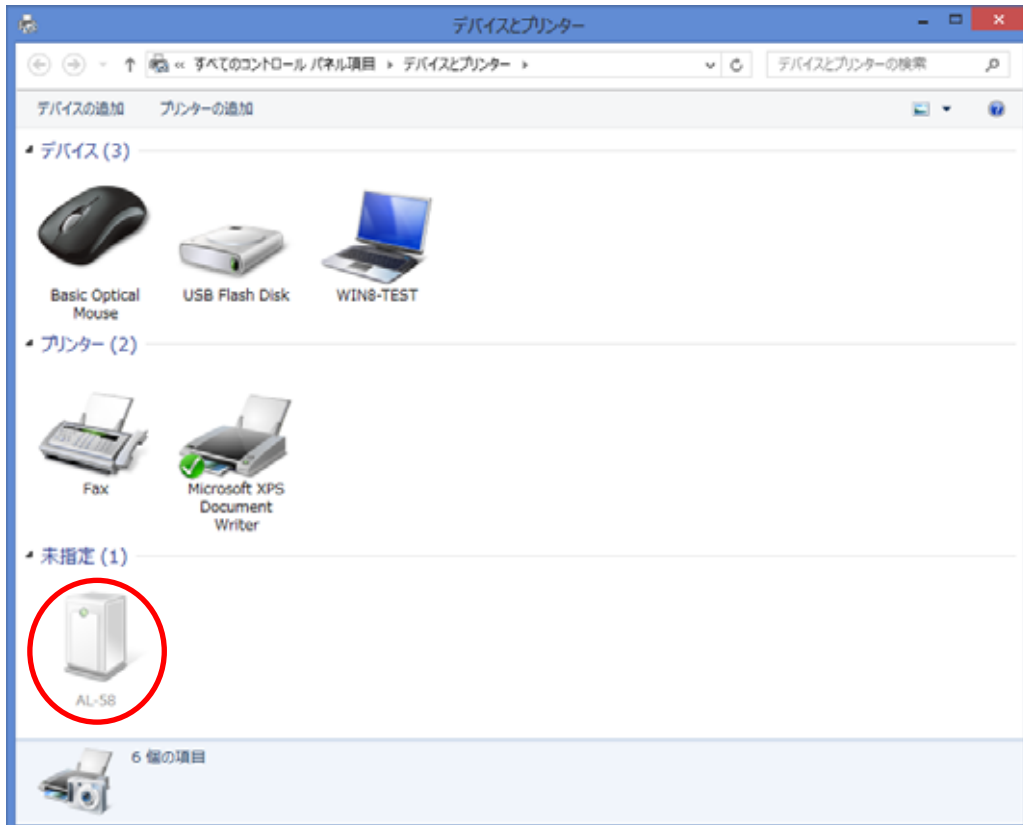 デバイスとプリンター
« すべてのコントロール パネル項目 ▸ デバイスとプリンター ▸
デバイスとプリンターの検索
デバイスの追加 プリンターの追加
デバイス (3)
Basic Optical
Mouse
USB Flash Disk
WIN8-TEST
プリンター (2)
Fax
Microsoft XPS
Document
Writer
未指定 (1)
AL-58
6 個の項目